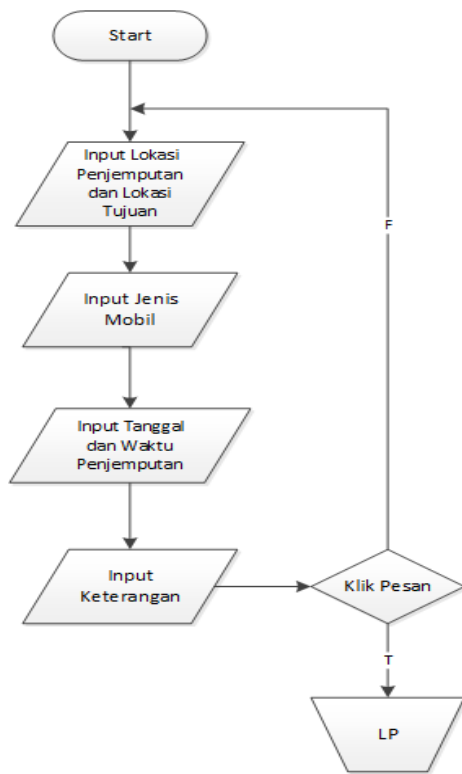 Start
Input Lokasi
Penjemputan
dan Lokasi
Tujuan
F
Input Jenis
Mobil
Input Tanggal
dan Waktu
Penjemputan
Input
Keterangan
Klik Pesan
T
LP